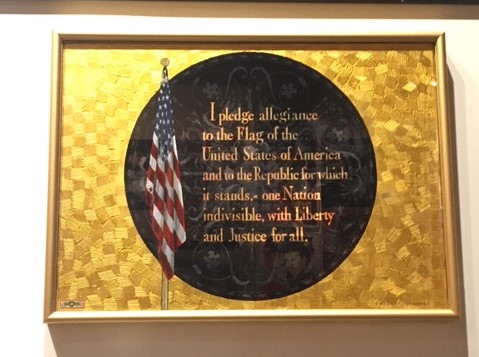 I pledge allegiance
to the Flag of the
United States of America
and to the Republic for which
it stands,- one Nation
indivisible, with Liberty
and Justice for all.